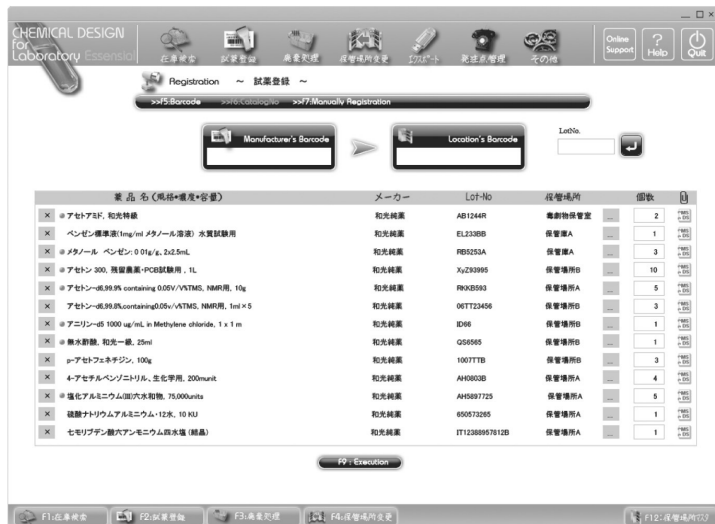 CHEMICAL DESIGN
for
Laboratory Essential
在庫検索
試薬登録
廃棄処理
保管場所変更
エクスポート
発注点管理
その他
Online Support
Help
Quit
Registration ～ 試薬登録 ～
>>f5:Barcode >>f6:CatalogNo >>f7:Manually Registration
Manufacturer's Barcode
Location's Barcode
LotNo.
薬 品 名 (規格*濃度*容量) メーカー Lot-No 保管場所 個数
× アセトアミド, 和光特級 和光純薬 AB1244R 毒劇物保管室 ... 2
× ベンゼン標準液(1mg/ml メタノール溶液) 水質試験用 和光純薬 EL233BB 保管庫A ... 1
× メタノール ベンゼン: 0 01g/g, 2x2.5mL 和光純薬 RB5253A 保管庫A ... 3
× アセトン 300, 残留農薬・PCB試験用 , 1L 和光純薬 XyZ93995 保管場所B ... 10
× アセトン-d6,99.9% containing 0.05V/V%TMS, NMR用, 10g 和光純薬 RKKB593 保管場所A ... 5
× アセトン-d6,99.8%.containing0.05v/v%TMS, NMR用, 1ml×5 和光純薬 06TT23456 保管場所B ... 3
× アニリン-d5 1000 ug/mL in Methylene chloride, 1 x 1 m 和光純薬 ID66 保管場所B ... 1
× 無水酢酸, 和光一級, 25ml 和光純薬 QS6565 保管場所B ... 1
× p-アセトフェネチジン, 100g 和光純薬 1007TTB 保管場所B ... 3
× 4-アセチルベンゾニトリル、生化学用, 200munit 和光純薬 AH0803B 保管場所A ... 4
× 塩化アルミニウム(III)六水和物, 75,000units 和光純薬 AH5897725 保管場所A ... 5
× 硫酸ナトリウムアルミニウム・12水, 10 KU 和光純薬 650573265 保管場所A ... 1
× 七モリブデン酸六アンモニウム四水塩 (結晶) 和光純薬 IT12388957812B 保管場所A ... 1
F9 : Execution
F1:在庫検索 F2:試薬登録 F3:廃棄処理 F4:保管場所変更 F12:保管場所マスタ